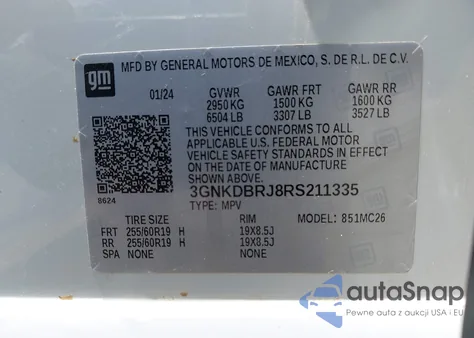 gm
MFD BY GENERAL MOTORS DE MEXICO, S. DE R.L. DE C.V.
01/24 GVWR GAWR FRT GAWR RR
2950 KG 1500 KG 1600 KG
6504 LB 3307 LB 3527 LB
THIS VEHICLE CONFORMS TO ALL
APPLICABLE U.S. FEDERAL MOTOR
VEHICLE SAFETY STANDARDS IN EFFECT
ON THE DATE OF MANUFACTURE
SHOWN ABOVE.
8624
3GNKDBRJ8RS211335
TYPE: MPV
TIRE SIZE RIM MODEL: 851MC26
FRT 255/60R19 H 19X8.5J
RR 255/60R19 H 19X8.5J
SPA NONE NONE
autoSnap
Pewne auta z aukcji USA i EU